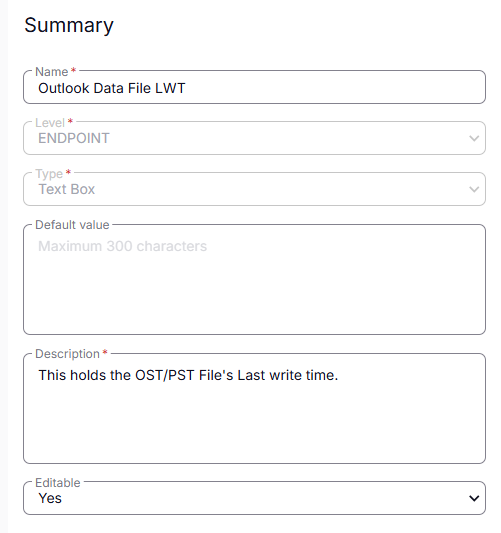 Summary
Name *
Outlook Data File LWT
Level *
ENDPOINT
Type *
Text Box
Default value
Maximum 300 characters
Description *
This holds the OST/PST File's Last write time.
Editable
Yes